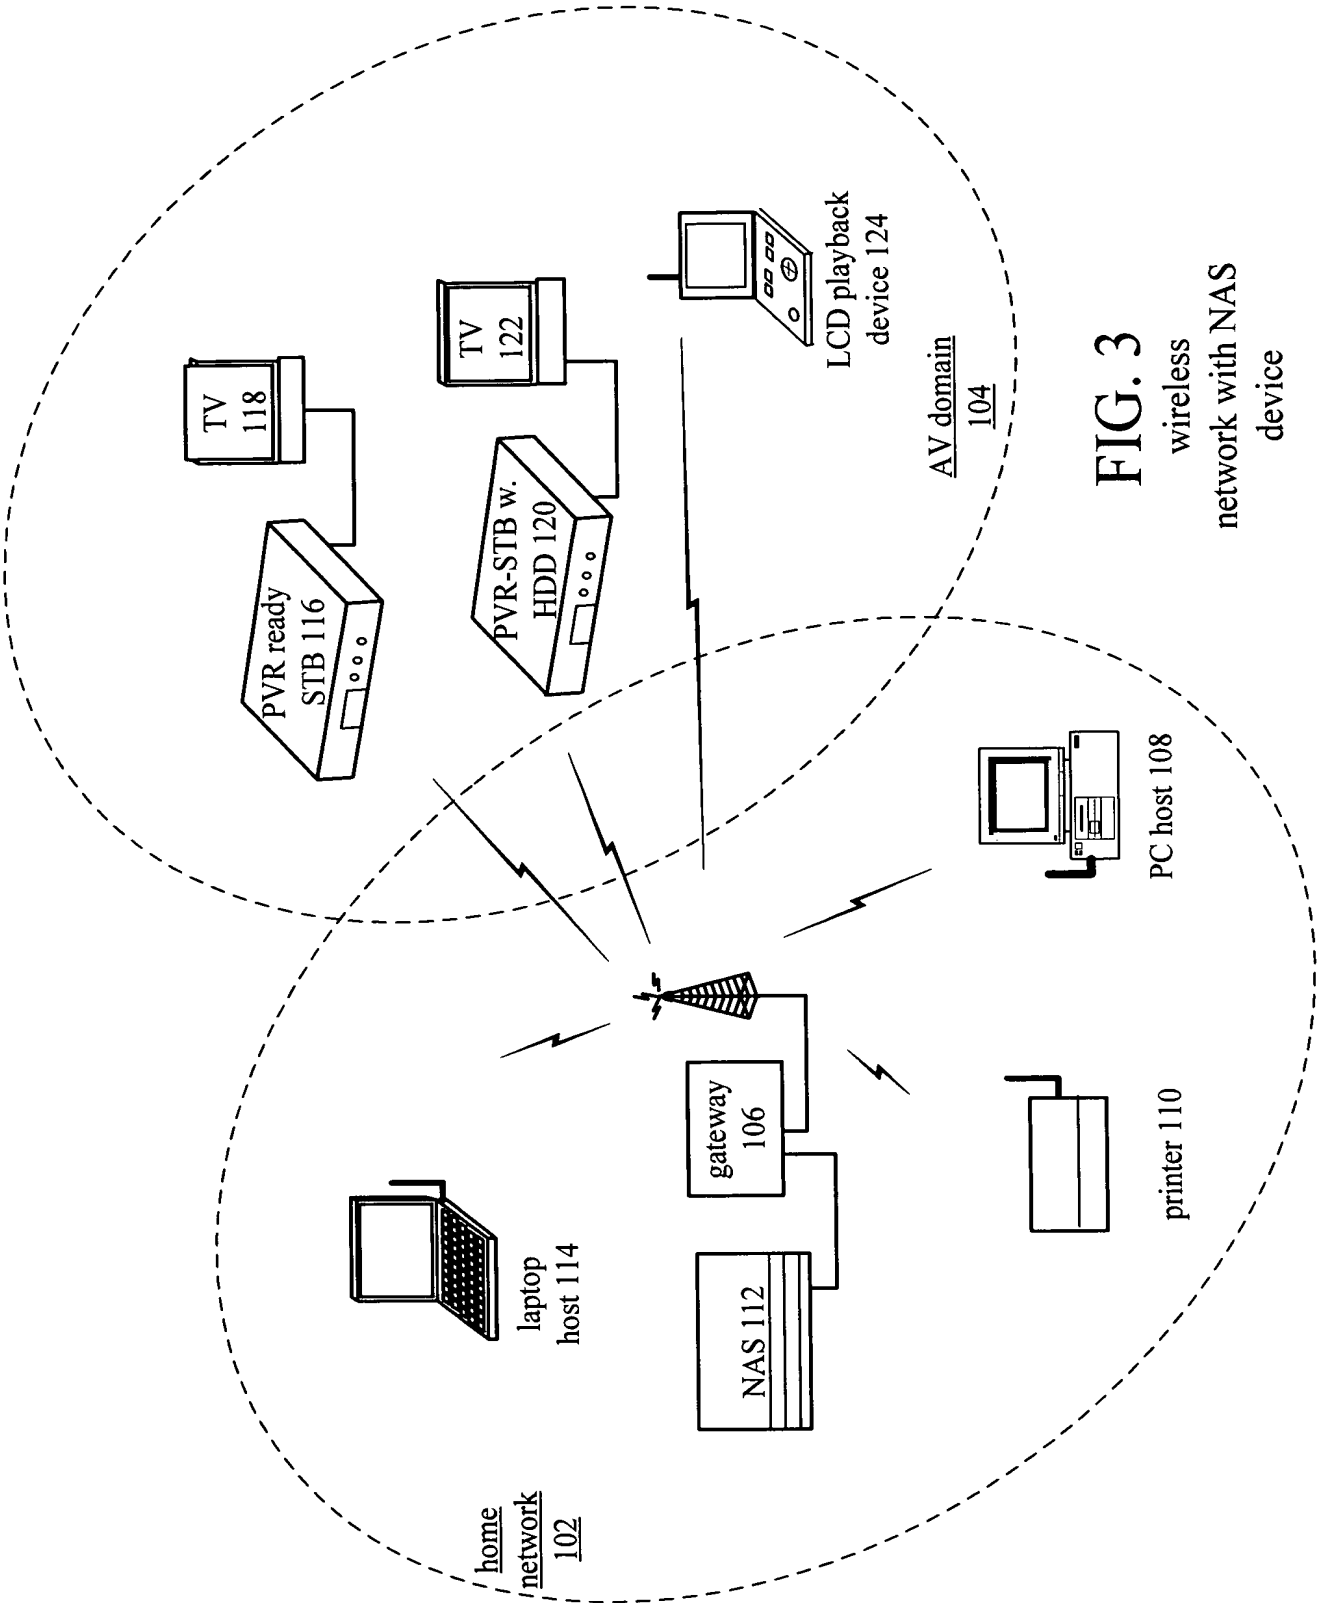 home
network
102
laptop
host 114
NAS 112
gateway
106
printer 110
PC host 108
PVR ready
STB 116
TV
118
PVR-STB w.
HDD 120
TV
122
LCD playback
device 124
AV domain
104
FIG. 3
wireless
network with NAS
device